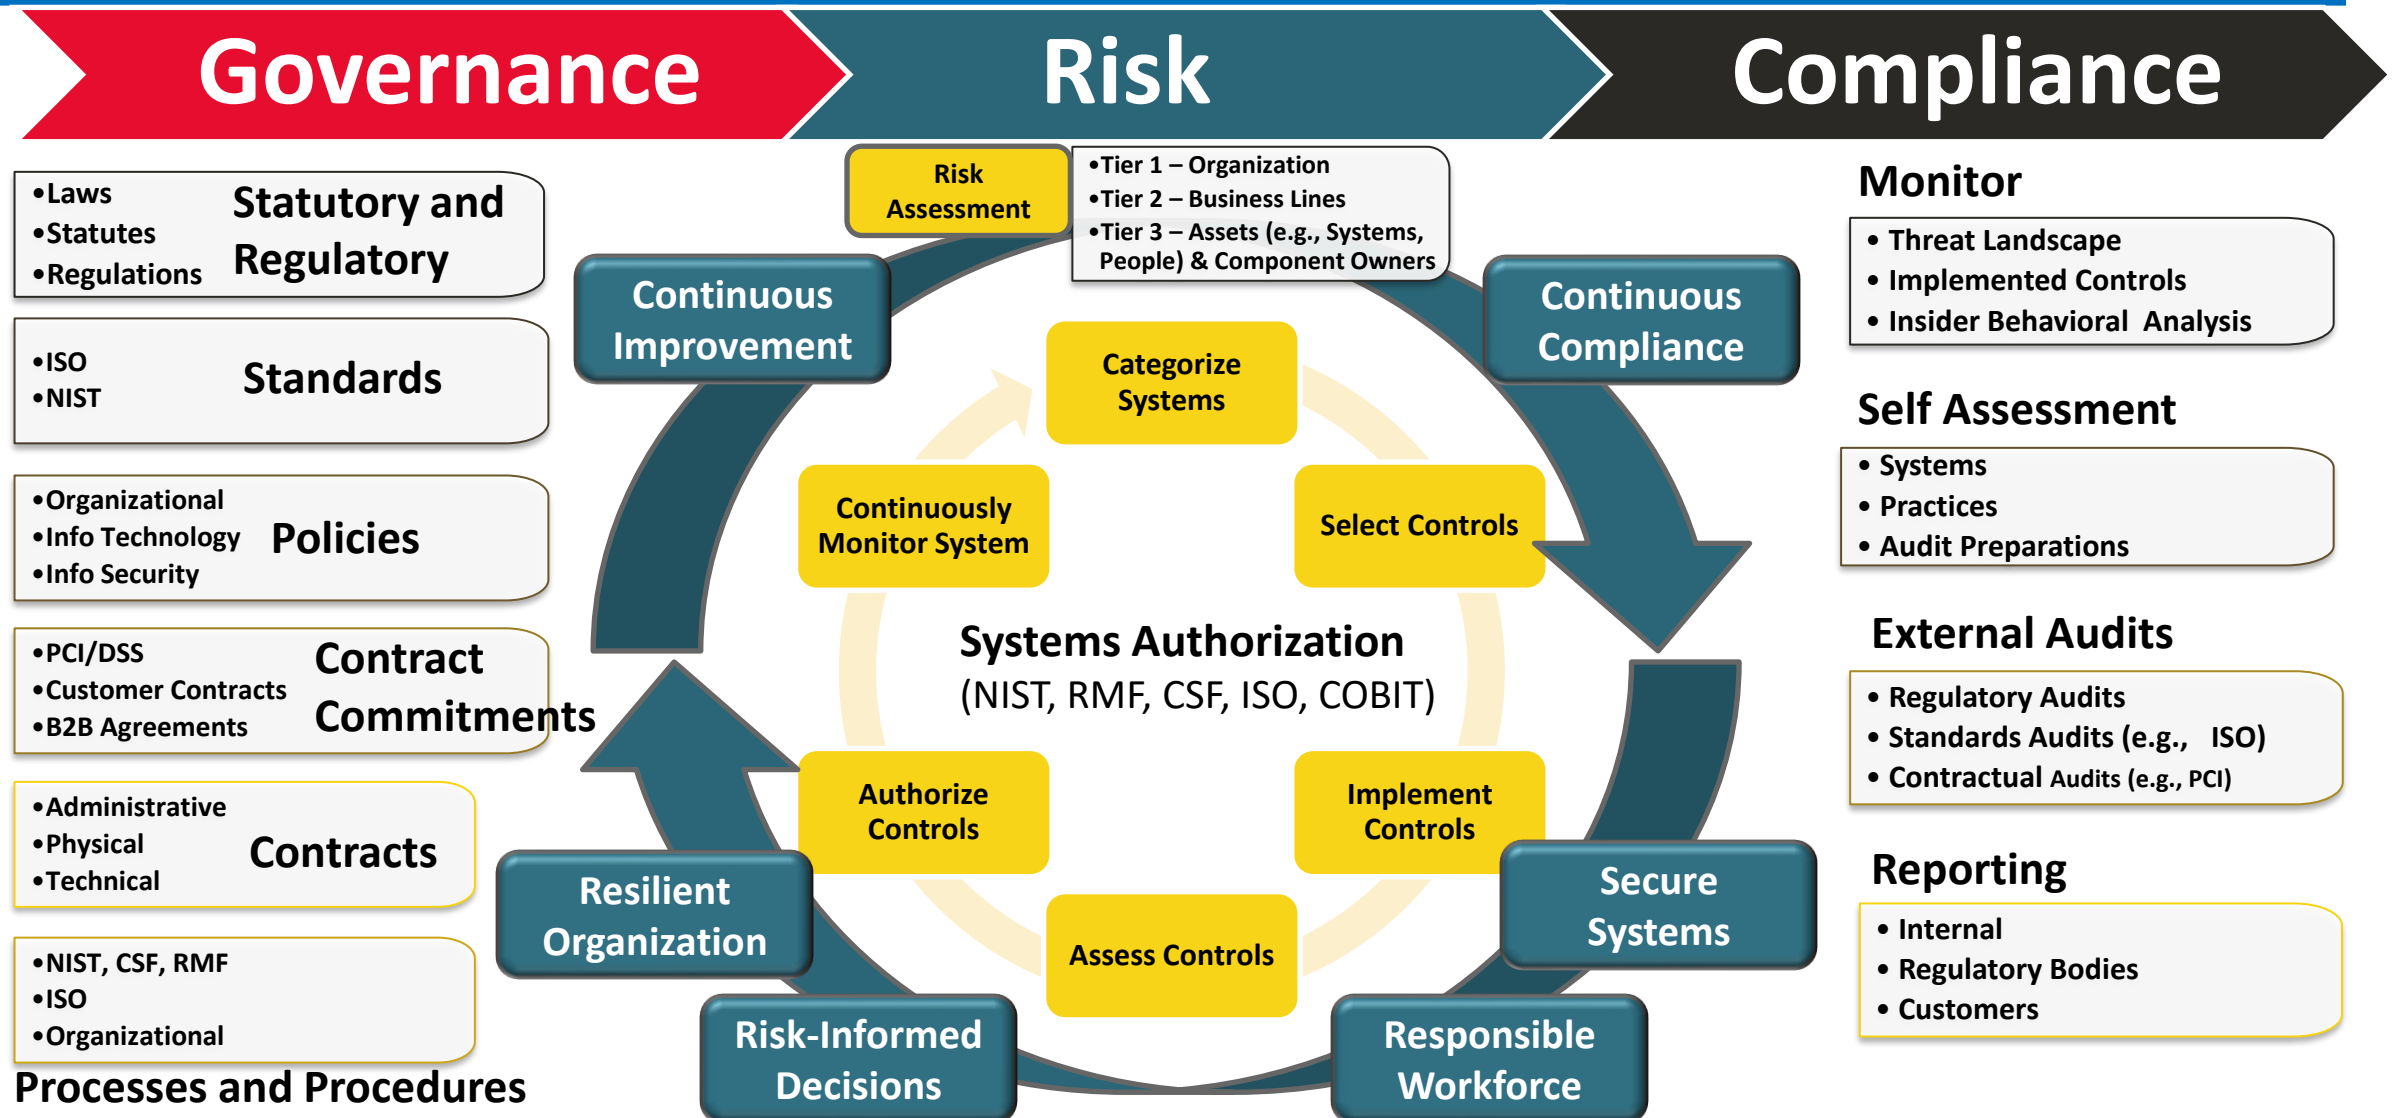 Governance
Risk
Compliance
•Laws
•Statutes
•Regulations
Statutory and
Regulatory
•ISO
•NIST
Standards
•Organizational
•Info Technology
•Info Security
Policies
•PCI/DSS
•Customer Contracts
•B2B Agreements
Contract
Commitments
•Administrative
•Physical
•Technical
Contracts
•NIST, CSF, RMF
•ISO
•Organizational
Processes and Procedures
Risk
Assessment
•Tier 1 – Organization
•Tier 2 – Business Lines
•Tier 3 – Assets (e.g., Systems,
People) & Component Owners
Continuous
Improvement
Continuous
Compliance
Categorize
Systems
Continuously
Monitor System
Select Controls
Systems Authorization
(NIST, RMF, CSF, ISO, COBIT)
Authorize
Controls
Implement
Controls
Assess Controls
Resilient
Organization
Secure
Systems
Risk-Informed
Decisions
Responsible
Workforce
Monitor
• Threat Landscape
• Implemented Controls
• Insider Behavioral Analysis
Self Assessment
• Systems
• Practices
• Audit Preparations
External Audits
• Regulatory Audits
• Standards Audits (e.g., ISO)
• Contractual Audits (e.g., PCI)
Reporting
• Internal
• Regulatory Bodies
• Customers